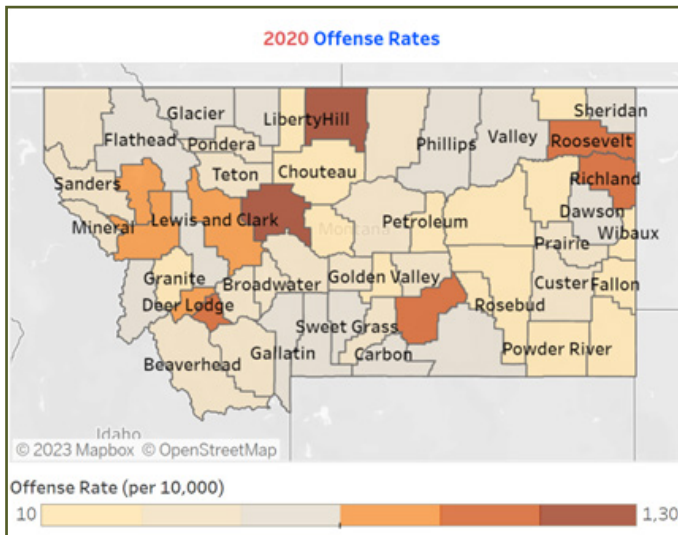 2020 Offense Rates
Glacier
Sheridan
Liberty
Hill
Flathead
Phillips
Valley
Roosevelt
Pondera
Teton
Chouteau
Sanders
Richland
Lewis and Clark
Petroleum
Dawson
Mineral
Montana
Prairie
Wibaux
Granite
Broadwater
Golden Valley
Custer
Fallon
Deer Lodge
Rosebud
Sweet Grass
Gallatin
Carbon
Powder River
Beaverhead
Idaho
© 2023 Mapbox © OpenStreetMap
Offense Rate (per 10,000)
10 1,30